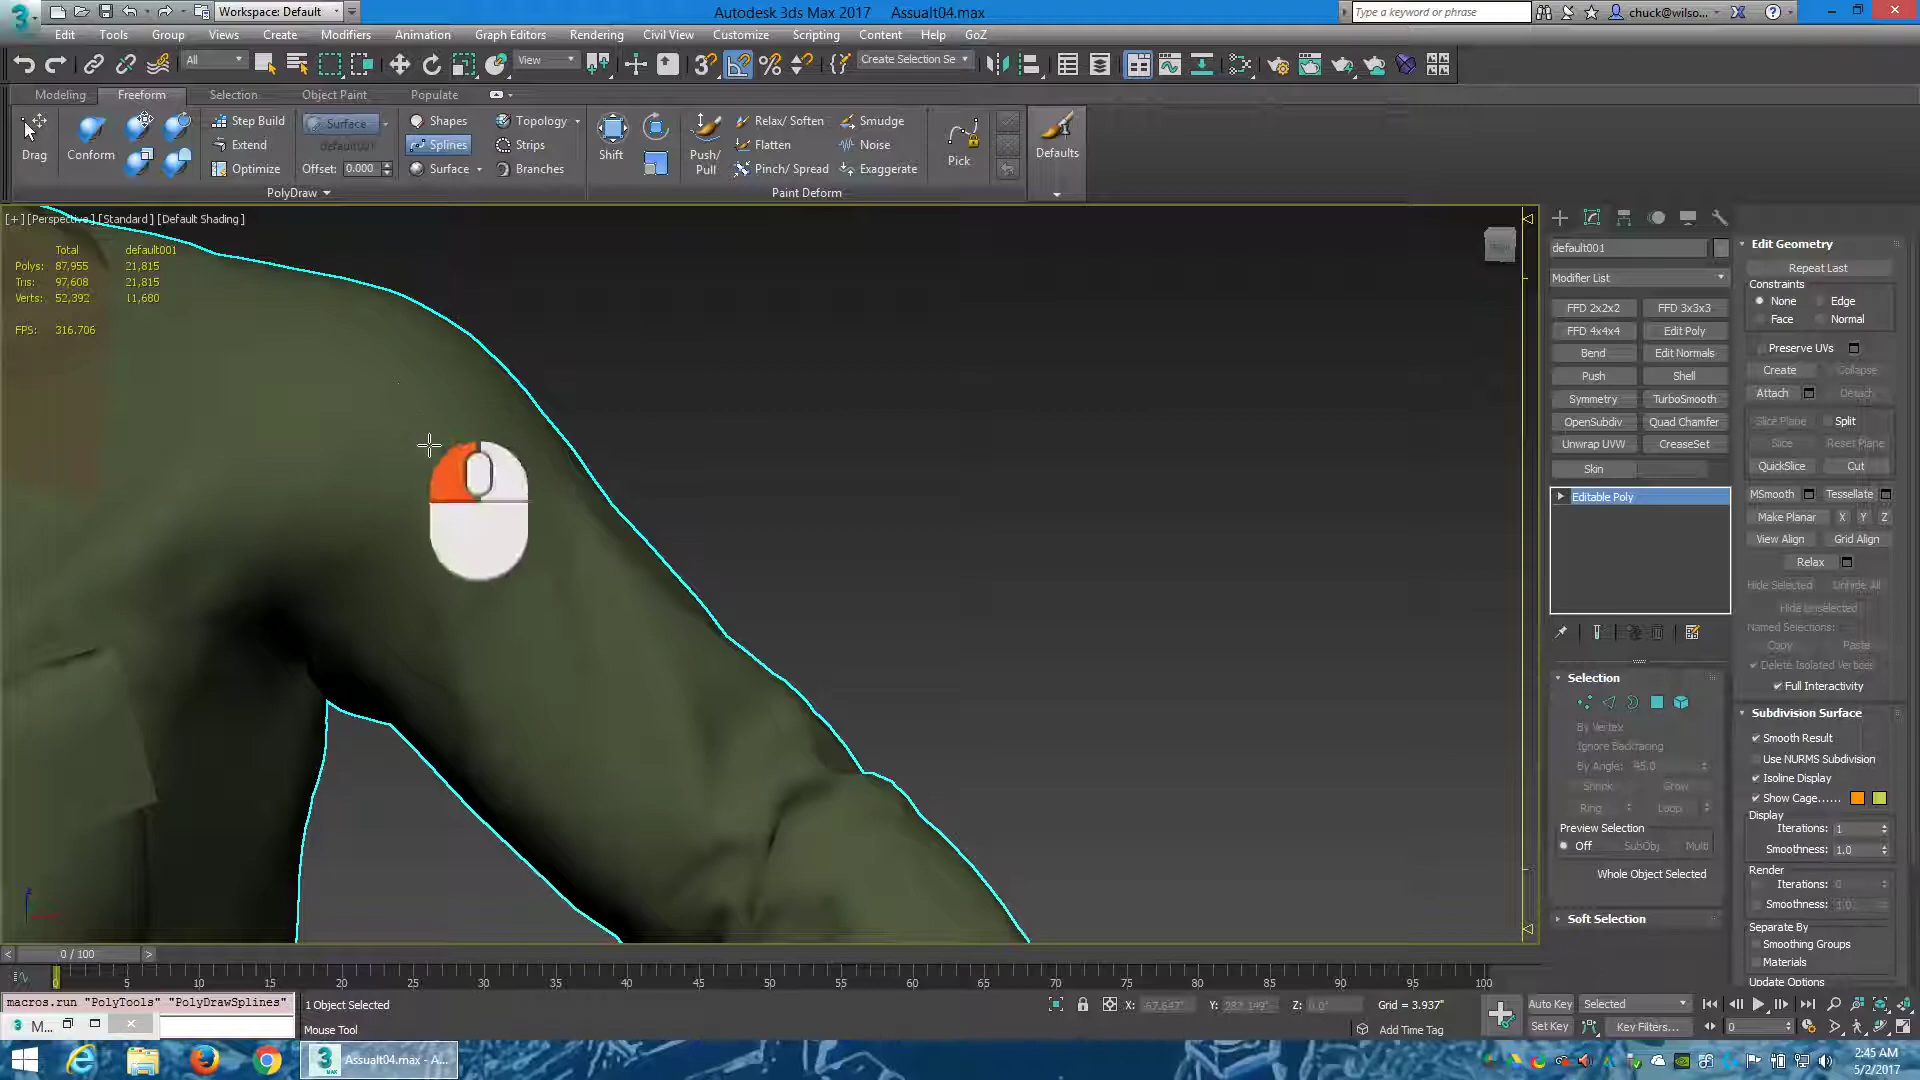 Workspace: Default
Autodesk 3ds Max 2017 Assualt04.max
Type a keyword or phrase
chuck@wilso...
Edit Tools Group Views Create Modifiers Animation Graph Editors Rendering Civil View Customize Scripting Content Help GoZ
All View Create Selection Se
Modeling Freeform Selection Object Paint Populate
Drag Conform Step Build Extend Optimize
Surface default001 Offset: 0.000
Shapes Splines Surface
Topology Strips Branches
PolyDraw
Shift Push/ Pull
Relax/ Soften Flatten Pinch/ Spread
Smudge Noise Exaggerate
Paint Deform
Pick Defaults
[+] [Perspective] [Standard] [Default Shading]
Total default001
Polys: 87,955 21,815
Tris: 97,608 21,815
Verts: 52,392 11,680
FPS: 316.706
default001
Modifier List
FFD 2x2x2 FFD 3x3x3
FFD 4x4x4 Edit Poly
Bend Edit Normals
Push Shell
Symmetry TurboSmooth
OpenSubdiv Quad Chamfer
Unwrap UVW CreaseSet
Skin
Editable Poly
Selection
By Vertex
Ignore Backfacing
By Angle: 45.0
Shrink Grow
Ring Loop
Preview Selection
Off SubObj Multi
Whole Object Selected
Soft Selection
Edit Geometry
Repeat Last
Constraints
None Edge
Face Normal
Preserve UVs
Create Collapse
Attach Detach
Slice Plane Split
Slice Reset Plane
QuickSlice Cut
MSmooth Tessellate
Make Planar X Y Z
View Align Grid Align
Relax
Hide Selected Unhide All
Hide Unselected
Named Selections:
Copy Paste
Delete Isolated Vertices
Full Interactivity
Subdivision Surface
Smooth Result
Use NURMS Subdivision
Isoline Display
Show Cage......
Display
Iterations: 1
Smoothness: 1.0
Render
Iterations: 0
Smoothness: 1.0
Separate By
Smoothing Groups
Materials
Update Options
0 / 100
5 10 15 20 25 30 35 40 45 50 55 60 65 70 75 80 85 90 95 100
macros.run "PolyTools" "PolyDrawSplines"
M...
1 Object Selected
Mouse Tool
X: Y: Z: 0.0" Grid = 3.937"
Add Time Tag
Auto Key Selected
Set Key Key Filters...
0
Assualt04.max - A...
2:45 AM
5/2/2017